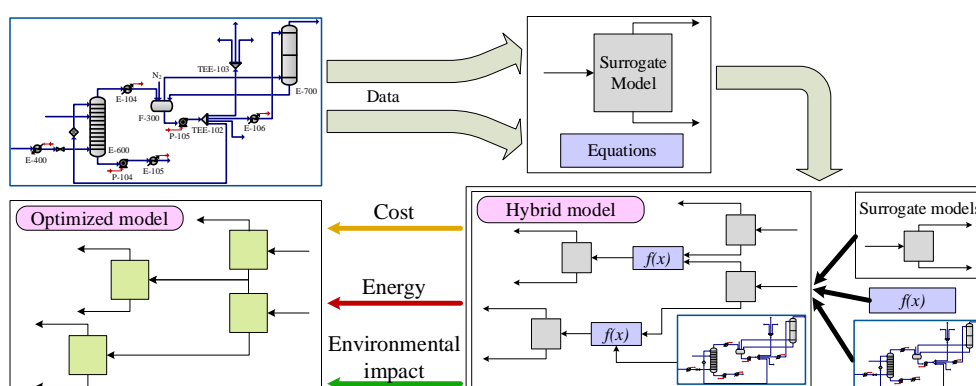 TEE-103
N2
E-104
E-700
F-300
P-105
TEE-102
E-106
E-600
E-400
P-104
E-105
Data
Surrogate
Model
Equations
Optimized model
Cost
Energy
Environmental
impact
Hybrid model
f(x)
f(x)
Surrogate models
f(x)